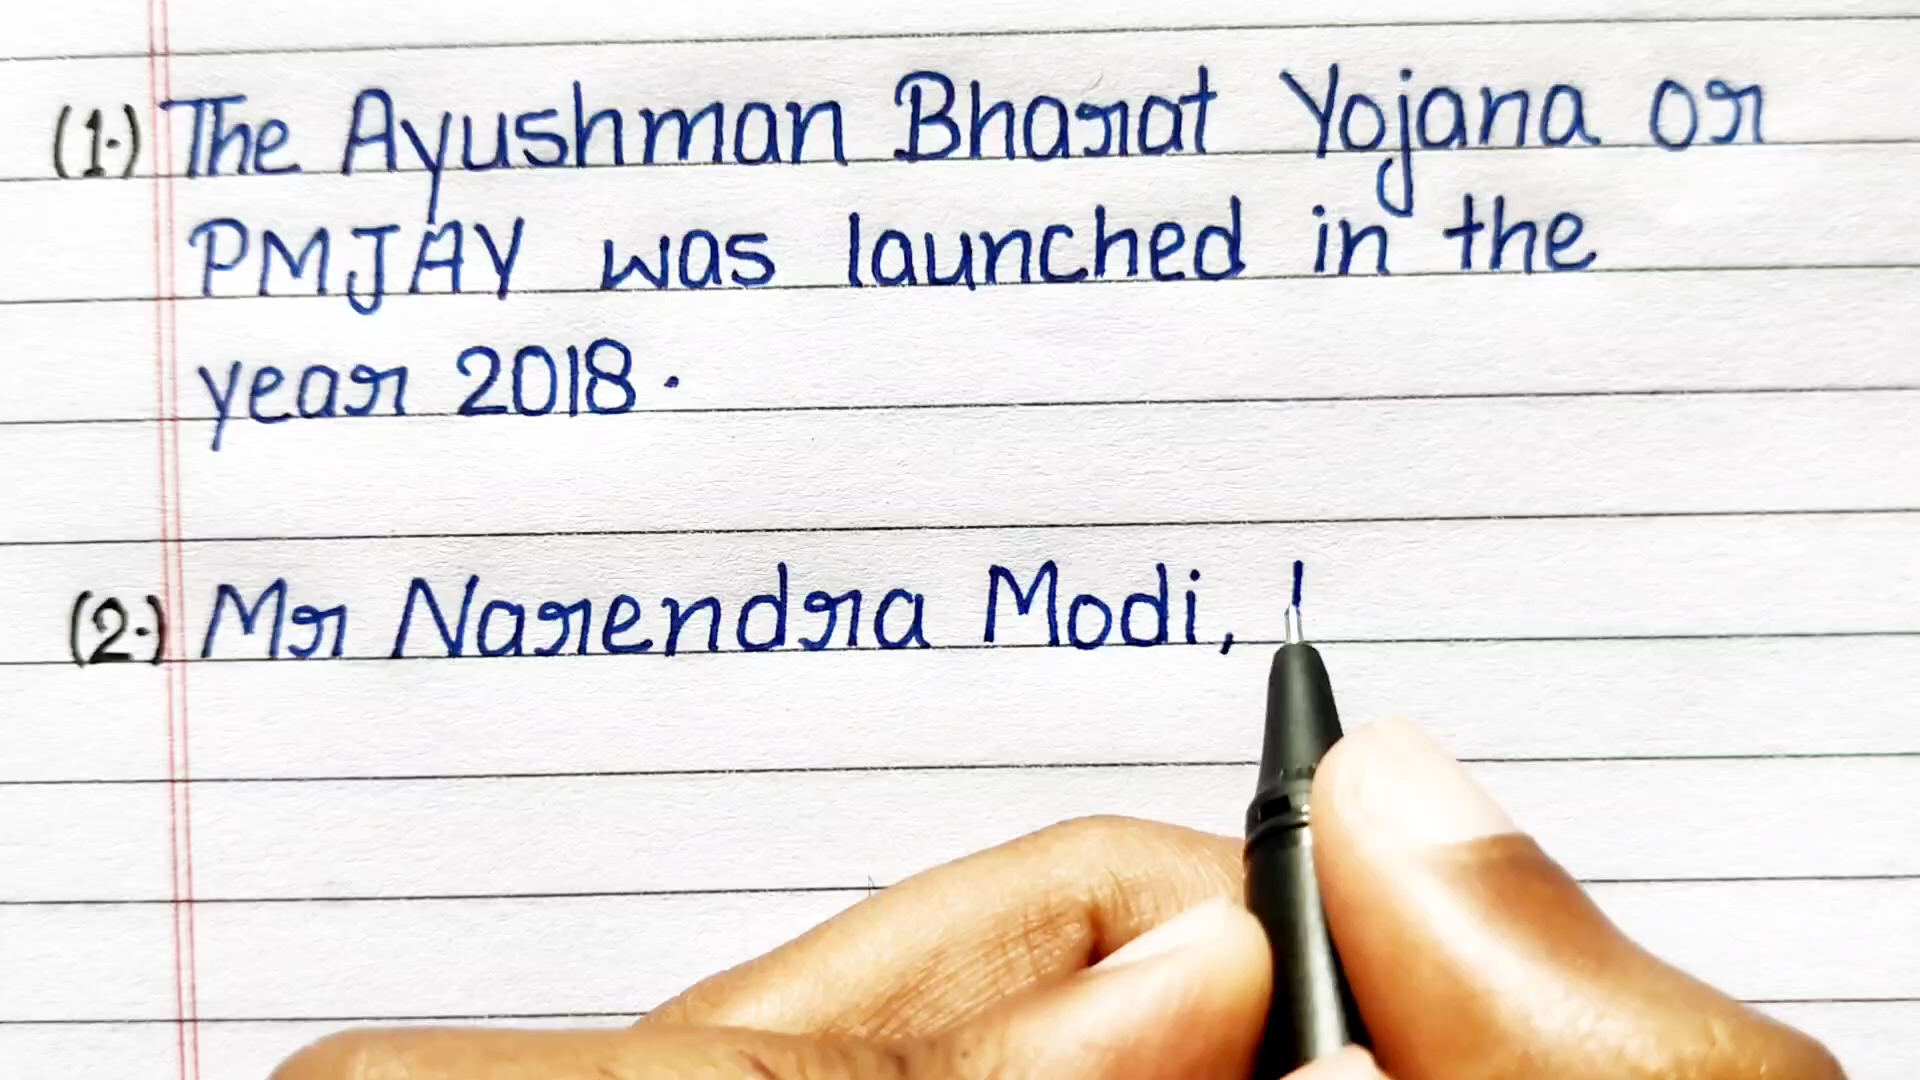 (1.) The Ayushman Bharat Yojana or
PMJAY was launched in the
year 2018.
(2.) Mr Narendra Modi,